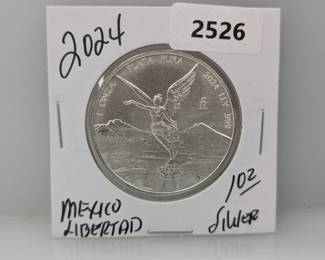 2526
2024
1 ONZA PLATA PURA 2024 LEY .999
MEXICO
LIBERTAD
1oz
Silver